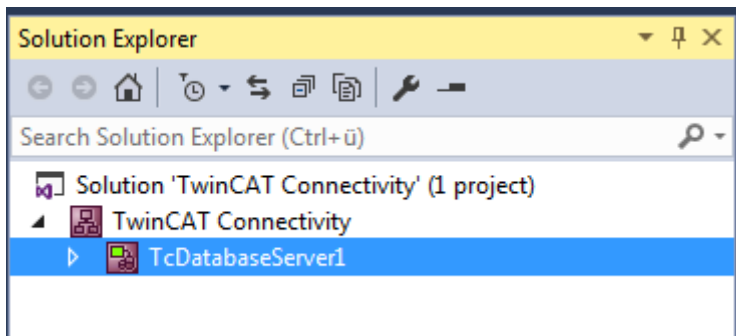 Solution Explorer
Search Solution Explorer (Ctrl+ü)
Solution 'TwinCAT Connectivity' (1 project)
TwinCAT Connectivity
TcDatabaseServer1